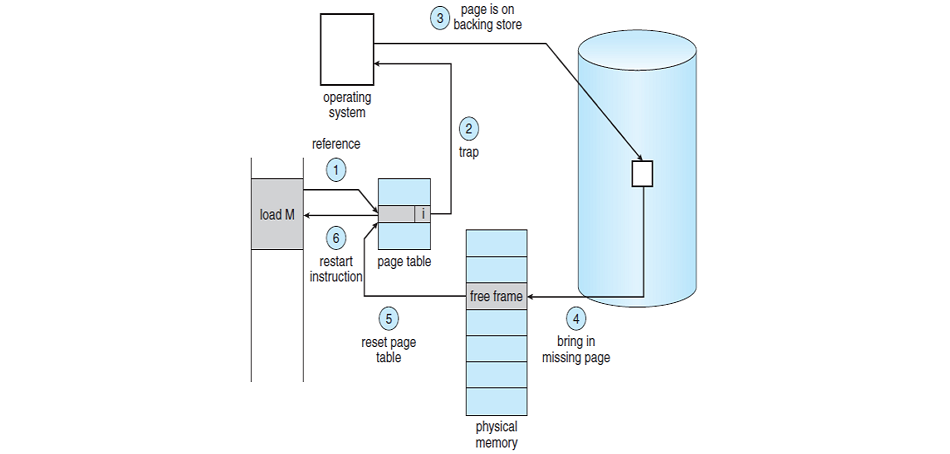 3
page is on
backing store
operating
system
2
trap
reference
1
load M
i
6
restart
instruction
page table
free frame
5
reset page
table
4
bring in
missing page
physical
memory